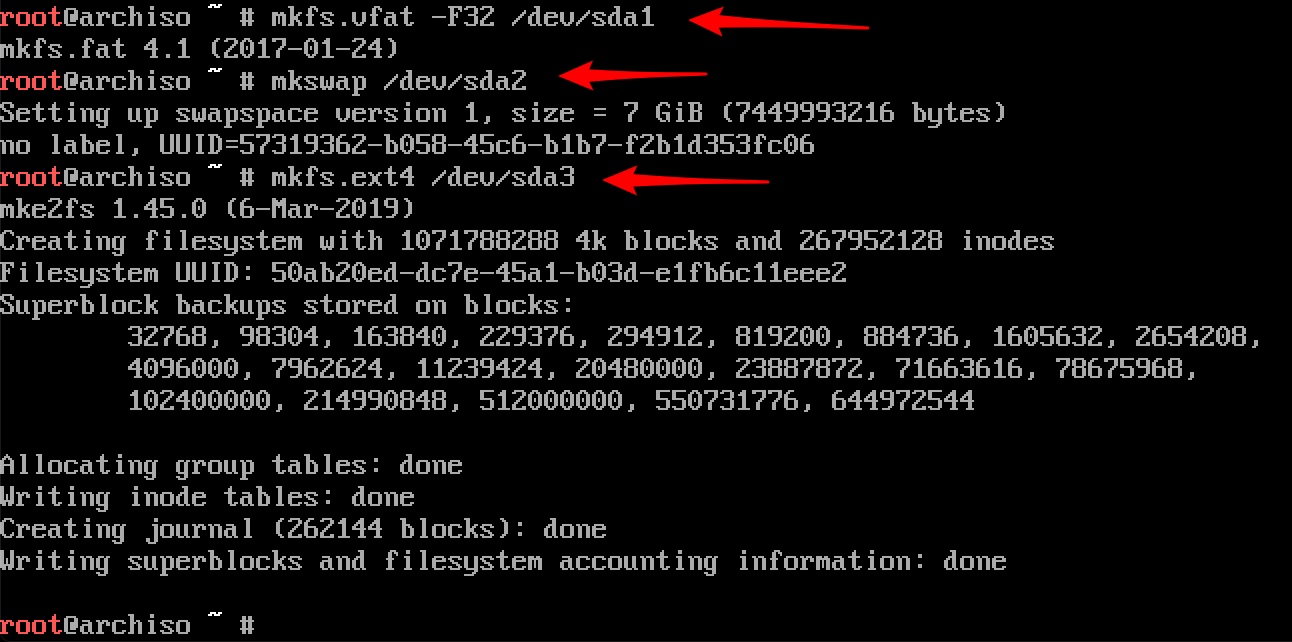 root@archiso ~ # mkfs.vfat -F32 /dev/sda1
mkfs.fat 4.1 (2017-01-24)
root@archiso ~ # mkswap /dev/sda2
Setting up swapspace version 1, size = 7 GiB (7449993216 bytes)
no label, UUID=57319362-b058-45c6-b1b7-f2b1d353fc06
root@archiso ~ # mkfs.ext4 /dev/sda3
mke2fs 1.45.0 (6-Mar-2019)
Creating filesystem with 1071788288 4k blocks and 267952128 inodes
Filesystem UUID: 50ab20ed-dc7e-45a1-b03d-e1fb6c11eee2
Superblock backups stored on blocks:
32768, 98304, 163840, 229376, 294912, 819200, 884736, 1605632, 2654208,
4096000, 7962624, 11239424, 20480000, 23887872, 71663616, 78675968,
102400000, 214990848, 512000000, 550731776, 644972544
Allocating group tables: done
Writing inode tables: done
Creating journal (262144 blocks): done
Writing superblocks and filesystem accounting information: done
root@archiso ~ #